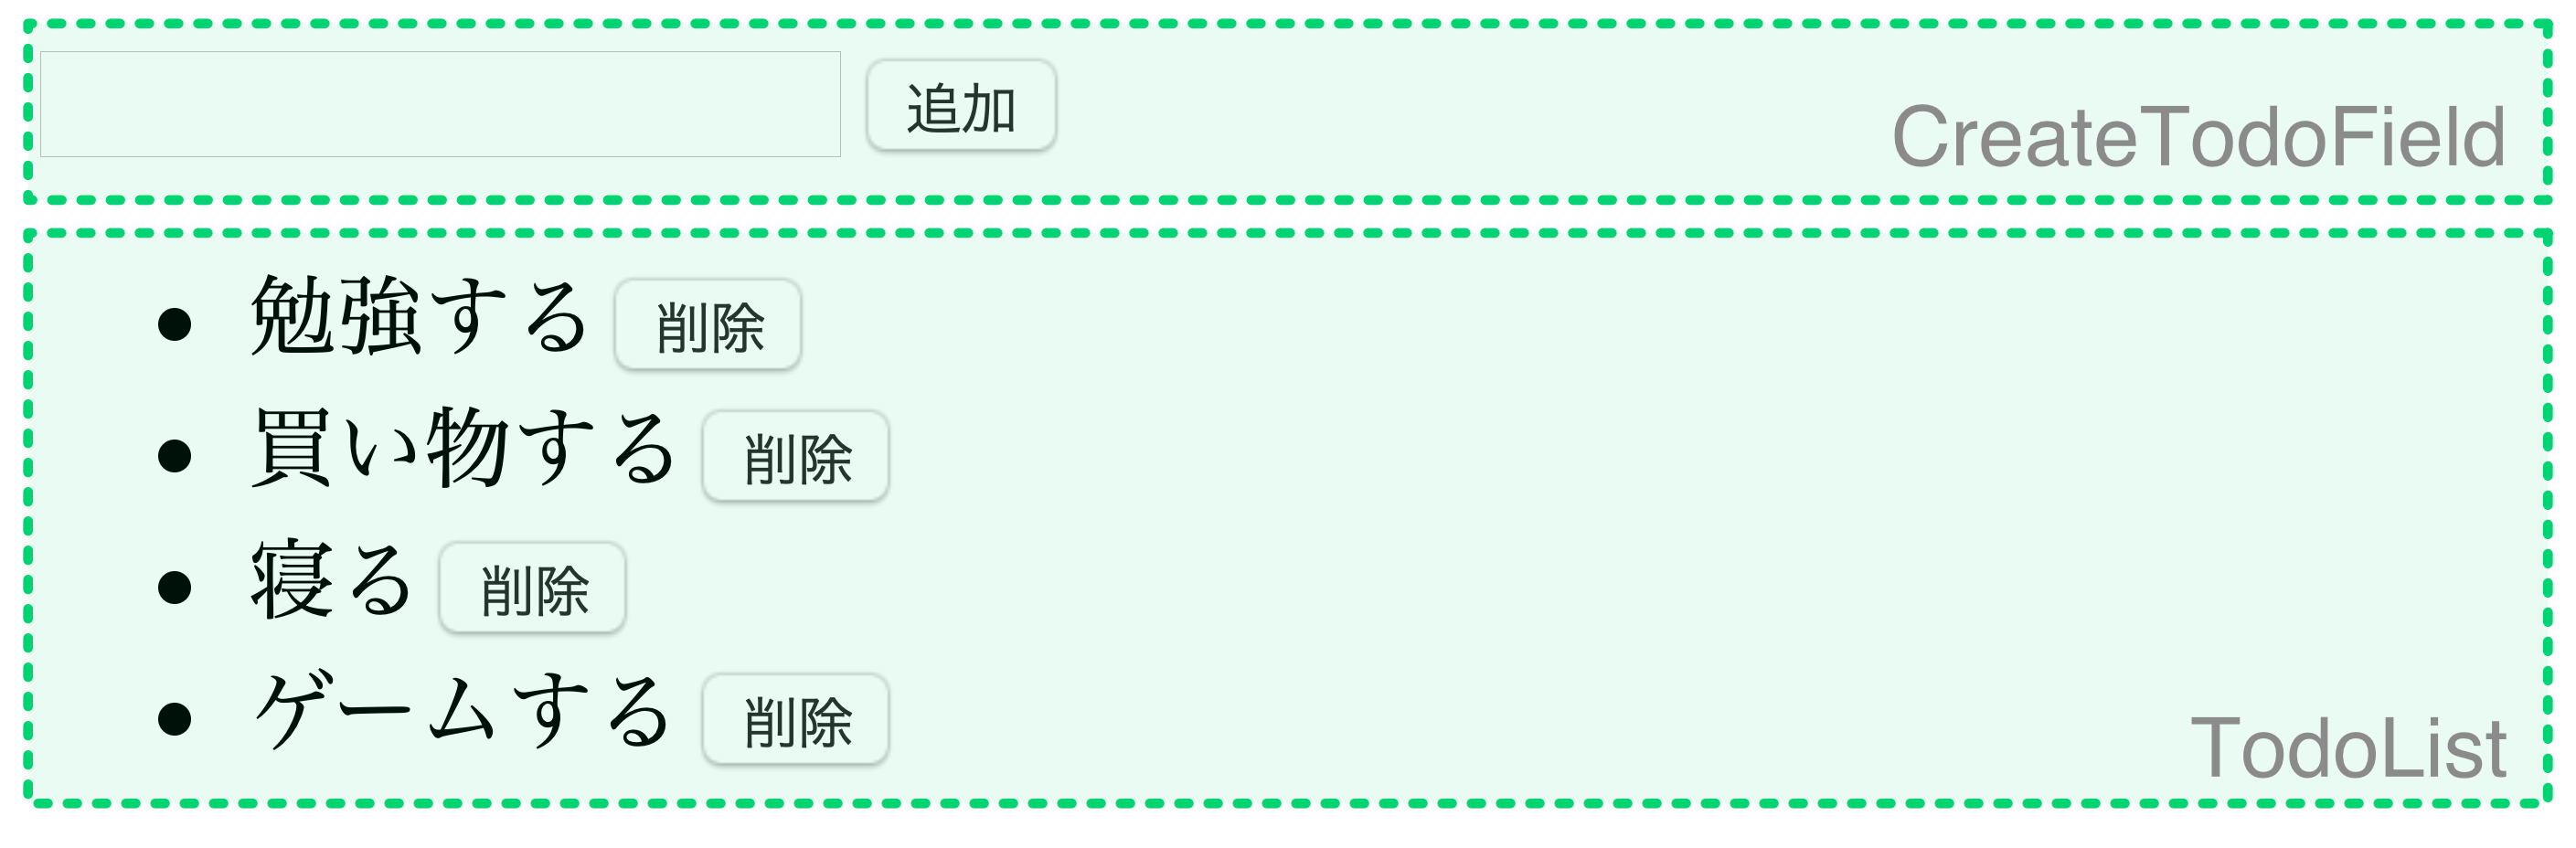 追加
CreateTodoField
勉強する 削除
買い物する 削除
寝る 削除
ゲームする 削除
TodoList